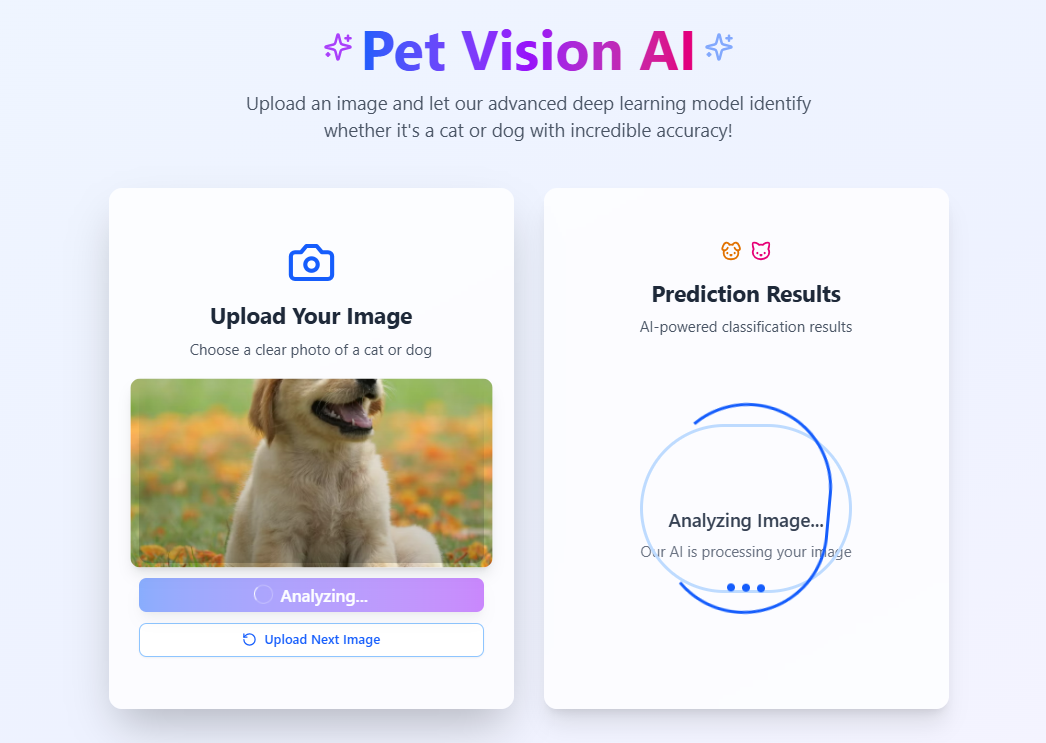 Pet Vision AI
Upload an image and let our advanced deep learning model identify
whether it's a cat or dog with incredible accuracy!
Upload Your Image
Choose a clear photo of a cat or dog
Analyzing...
Upload Next Image
Prediction Results
AI-powered classification results
Analyzing Image...
Our AI is processing your image